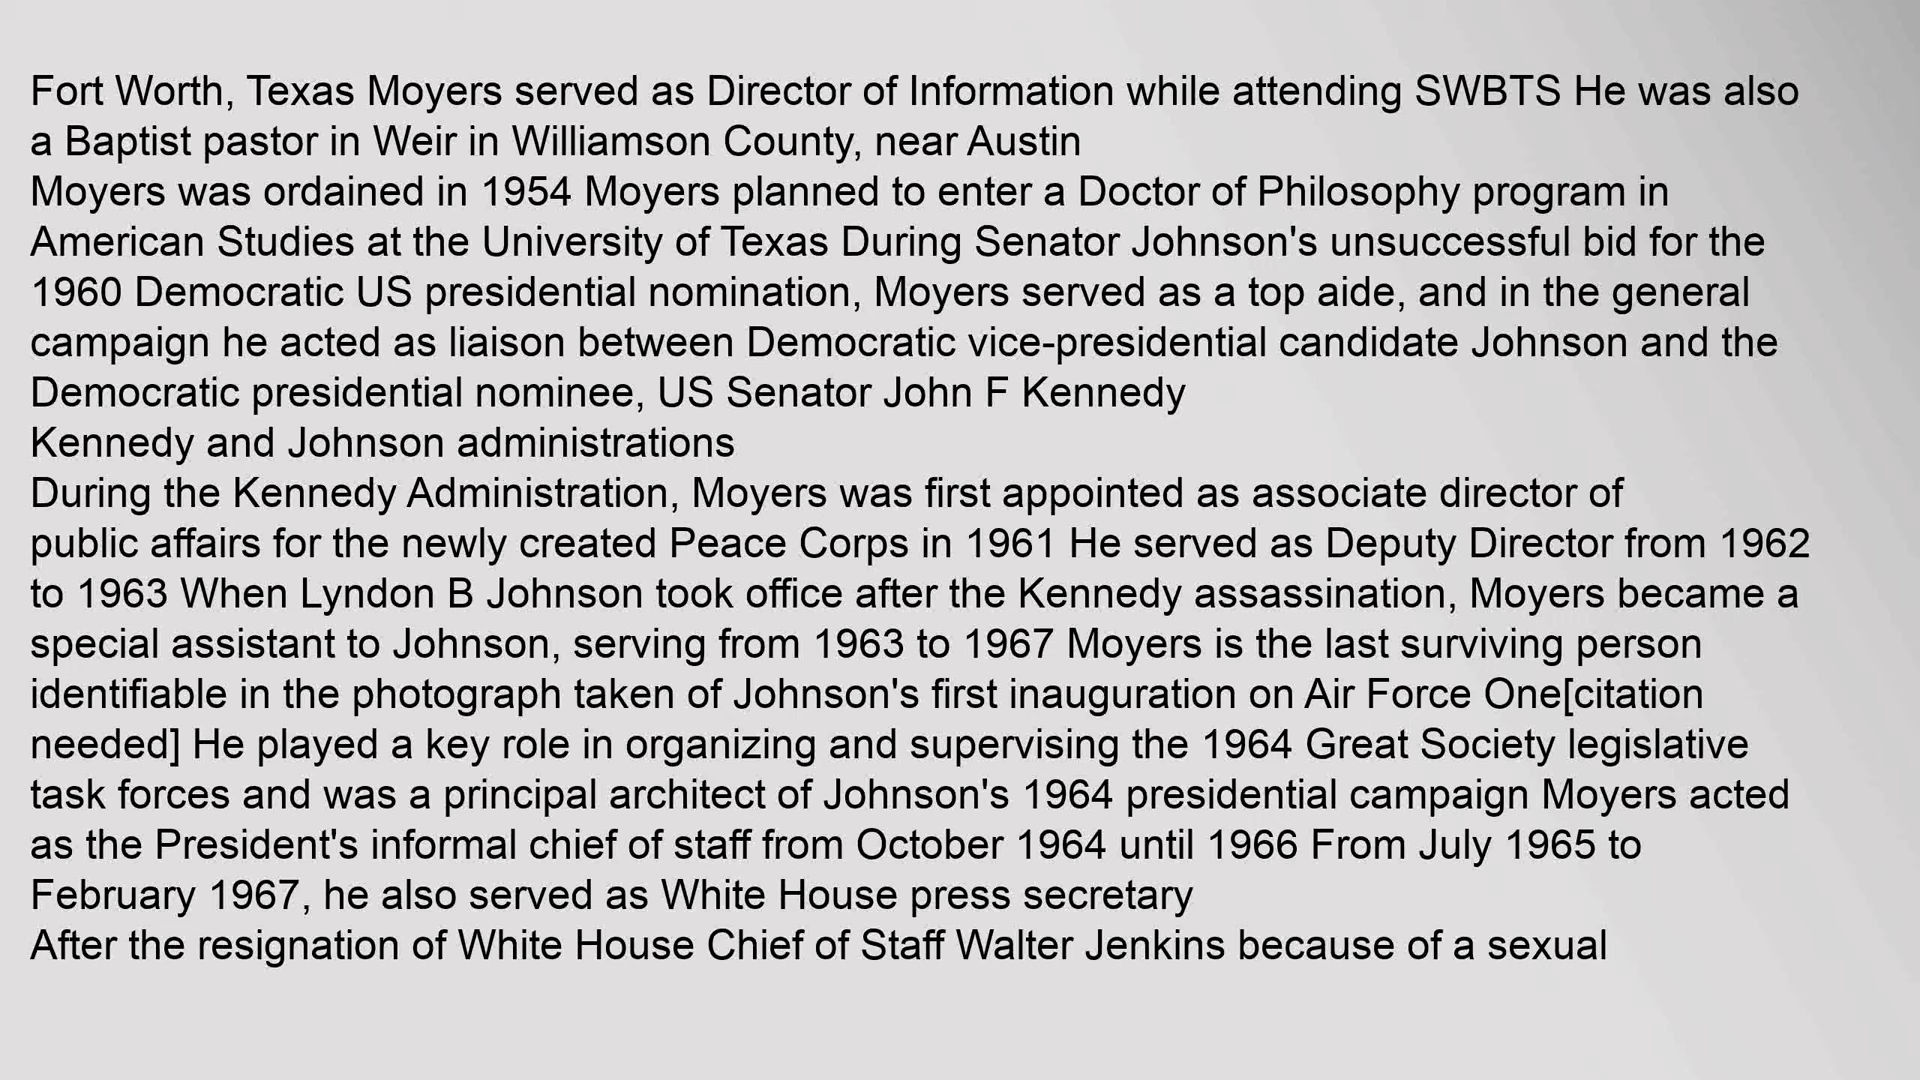 Fort Worth, Texas Moyers served as Director of Information while attending SWBTS He was also
a Baptist pastor in Weir in Williamson County, near Austin
Moyers was ordained in 1954 Moyers planned to enter a Doctor of Philosophy program in
American Studies at the University of Texas During Senator Johnson's unsuccessful bid for the
1960 Democratic US presidential nomination, Moyers served as a top aide, and in the general
campaign he acted as liaison between Democratic vice-presidential candidate Johnson and the
Democratic presidential nominee, US Senator John F Kennedy
Kennedy and Johnson administrations
During the Kennedy Administration, Moyers was first appointed as associate director of
public affairs for the newly created Peace Corps in 1961 He served as Deputy Director from 1962
to 1963 When Lyndon B Johnson took office after the Kennedy assassination, Moyers became a
special assistant to Johnson, serving from 1963 to 1967 Moyers is the last surviving person
identifiable in the photograph taken of Johnson's first inauguration on Air Force One[citation
needed] He played a key role in organizing and supervising the 1964 Great Society legislative
task forces and was a principal architect of Johnson's 1964 presidential campaign Moyers acted
as the President's informal chief of staff from October 1964 until 1966 From July 1965 to
February 1967, he also served as White House press secretary
After the resignation of White House Chief of Staff Walter Jenkins because of a sexual